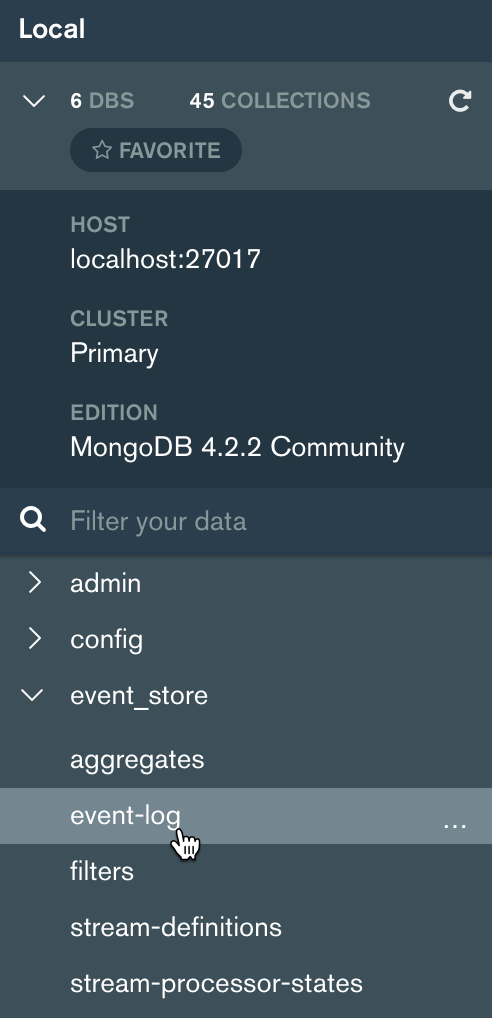 Local
6 DBS 45 COLLECTIONS
FAVORITE
HOST
localhost:27017
CLUSTER
Primary
EDITION
MongoDB 4.2.2 Community
Filter your data
admin
config
event_store
aggregates
event-log ...
filters
stream-definitions
stream-processor-states